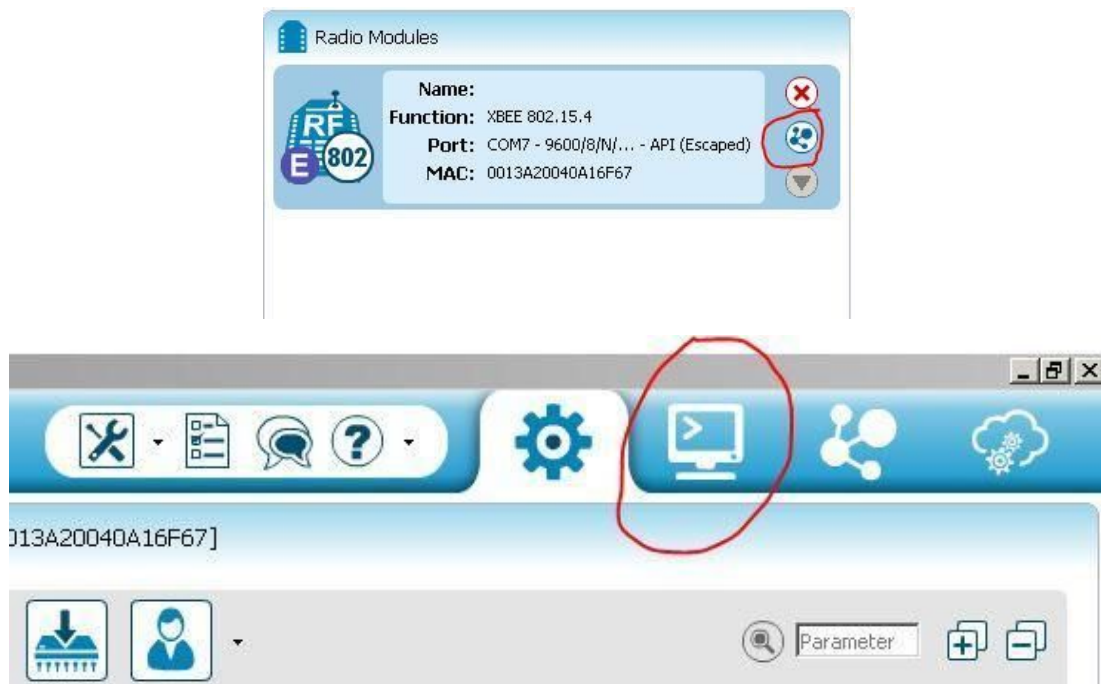 Radio Modules
Name:
RF
Function: XBEE 802.15.4
E 802
Port: COM7 - 9600/8/N/... - API (Escaped)
MAC: 0013A20040A16F67
?
>_
013A20040A16F67]
Parameter